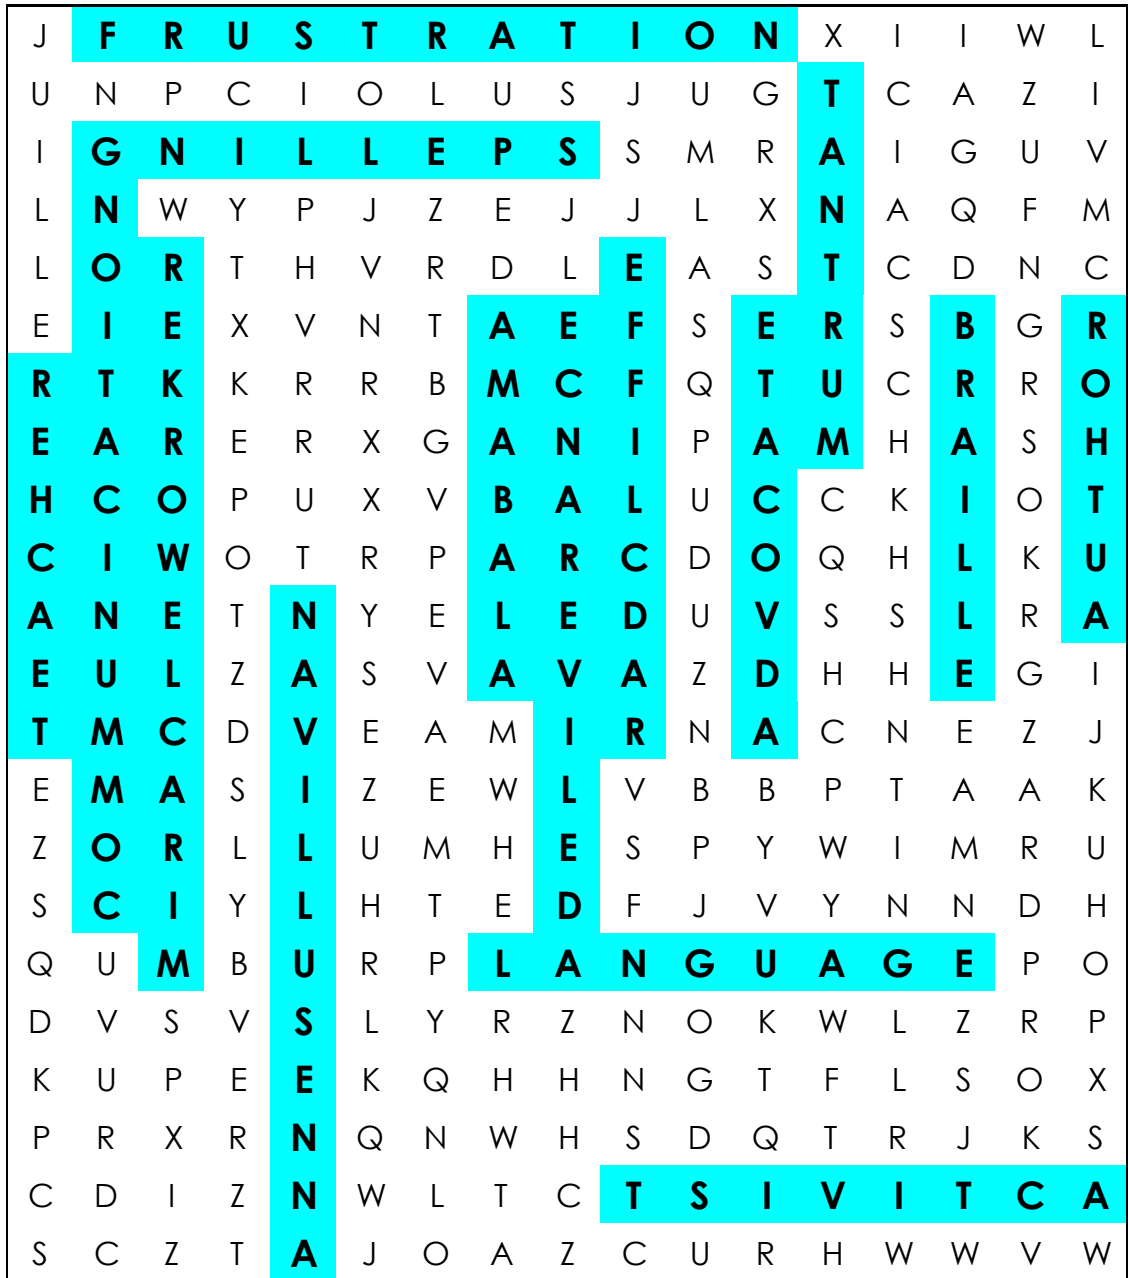 J F R U S T R A T I O N X I I W L
U N P C I O L U S J U G T C A Z I
I G N I L L E P S S M R A I G U V
L N W Y P J Z E J J L X N A Q F M
L O R T H V R D L E A S T C D N C
E I E X V N T A E F S E R S B G R
R T K K R R B M C F Q T U C R R O
E A R E R X G A N I P A M H A S H
H C O P U X V B A L U C C K I O T
C I W O T R P A R C D O Q H L K U
A N E T N Y E L E D U V S S L R A
E U L Z A S V A V A Z D H H E G I
T M C D V E A M I R N A C N E Z J
E M A S I Z E W L V B B P T A A K
Z O R L L U M H E S P Y W I M R U
S C I Y L H T E D F J V Y N N D H
Q U M B U R P L A N G U A G E P O
D V S V S L Y R Z N O K W L Z R P
K U P E E K Q H H N G T F L S O X
P R X R N Q N W H S D Q T R J K S
C D I Z N W L T C T S I V I T C A
S C Z T A J O A Z C U R H W W V W